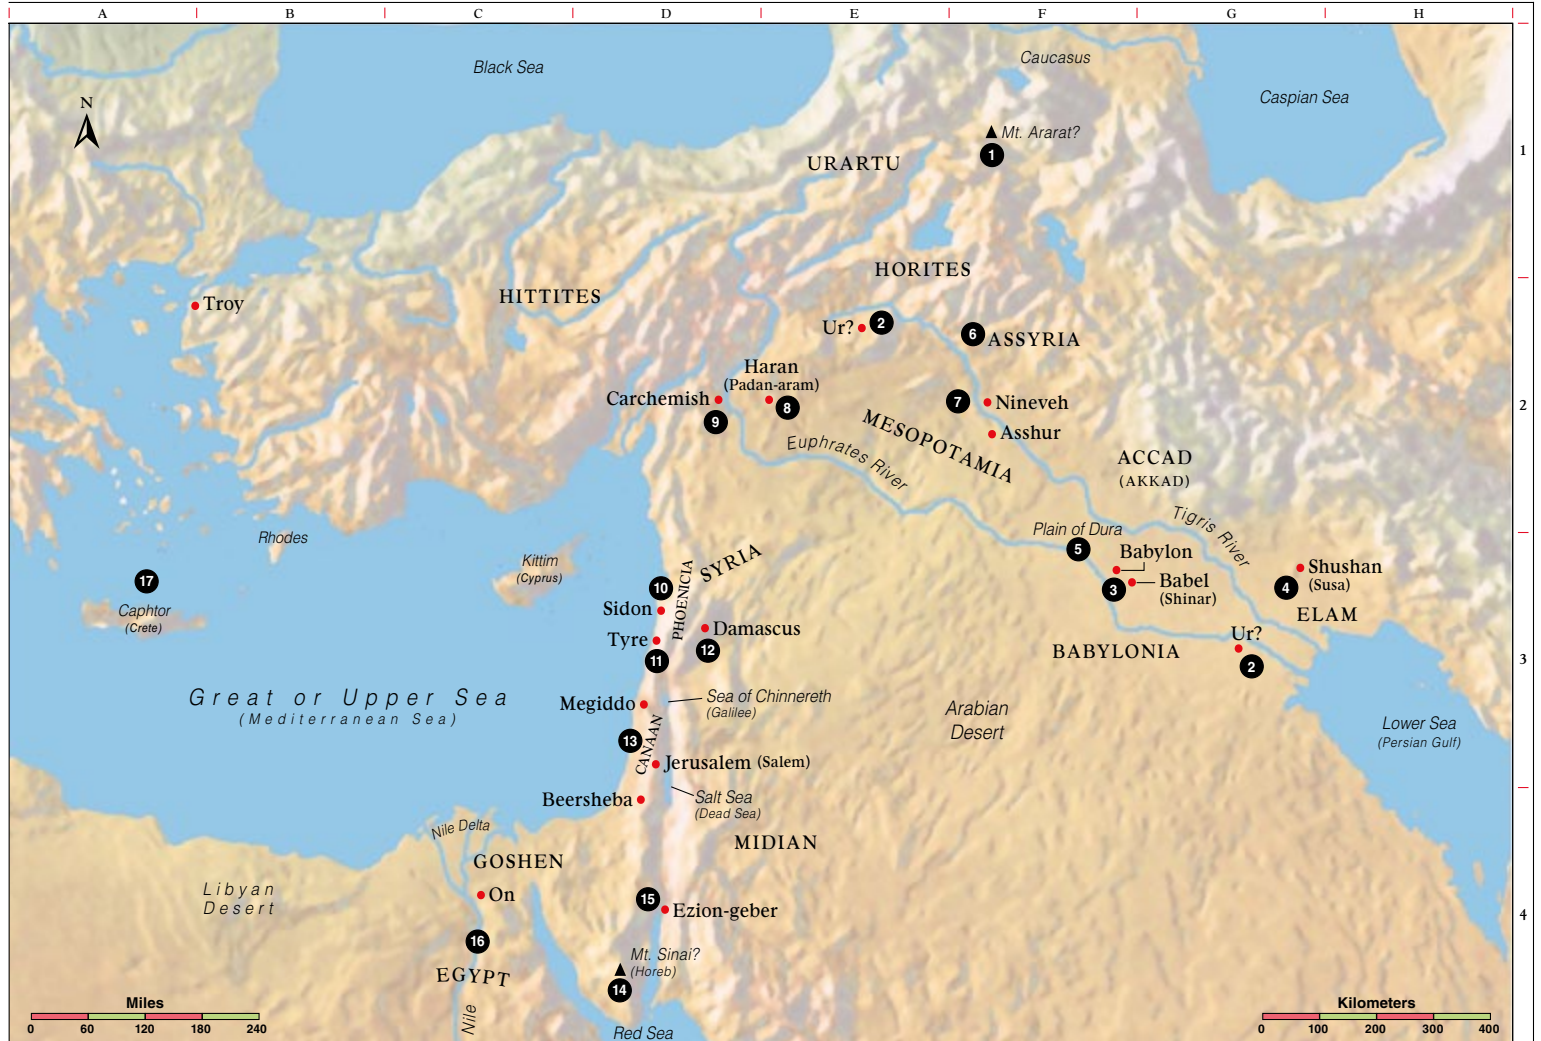 A B C D E F G H
Black Sea
Caucasus
Caspian Sea
N
Mt. Ararat?
1
URARTU
1
HORITES
HITTITES
Troy
Ur?
2
6
ASSYRIA
Haran
(Padan-aram)
Carchemish
8
9
7
Nineveh
Asshur
2
MESOPOTAMIA
Euphrates River
ACCAD
(AKKAD)
Tigris River
Plain of Dura
5
Babylon
3
Babel
(Shinar)
Shushan
(Susa)
4
ELAM
Rhodes
Kittim
(Cyprus)
17
Caphtor
(Crete)
SYRIA
PHOENICIA
10
Sidon
Tyre
11
Damascus
12
Ur?
2
BABYLONIA
3
Great or Upper Sea
(Mediterranean Sea)
Megiddo
Sea of Chinnereth
(Galilee)
13
CANAAN
Arabian
Desert
Lower Sea
(Persian Gulf)
Jerusalem (Salem)
Beersheba
Salt Sea
(Dead Sea)
Nile Delta
MIDIAN
GOSHEN
Libyan
Desert
On
15
Ezion-geber
4
16
EGYPT
Mt. Sinai?
(Horeb)
14
Nile
Red Sea
Miles
0 60 120 180 240
Kilometers
0 100 200 300 400